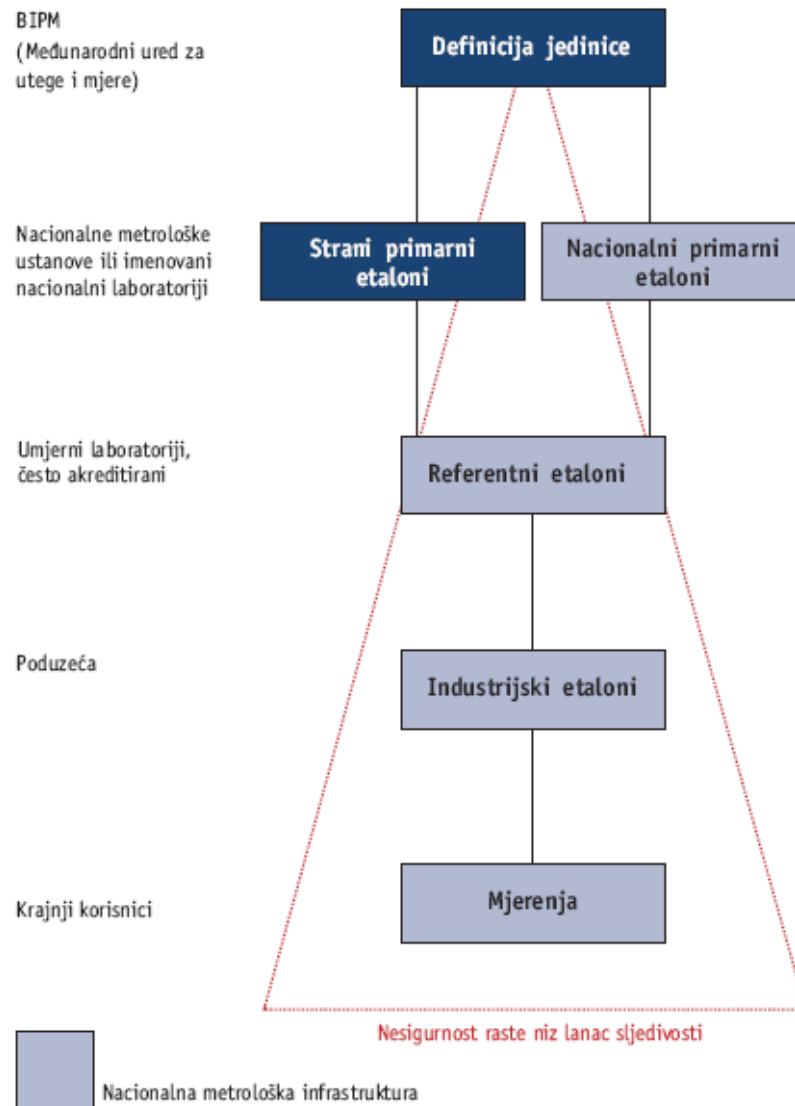 BIPM
(Međunarodni ured za
utege i mjere)
Definicija jedinice
Nacionalne metrološke
ustanove ili imenovani
nacionalni laboratoriji
Strani primarni
etaloni
Nacionalni primarni
etaloni
Umjerni laboratoriji,
često akreditirani
Referentni etaloni
Poduzeća
Industrijski etaloni
Krajnji korisnici
Mjerenja
Nesigurnost raste niz lanac sljedivosti
Nacionalna metrološka infrastruktura